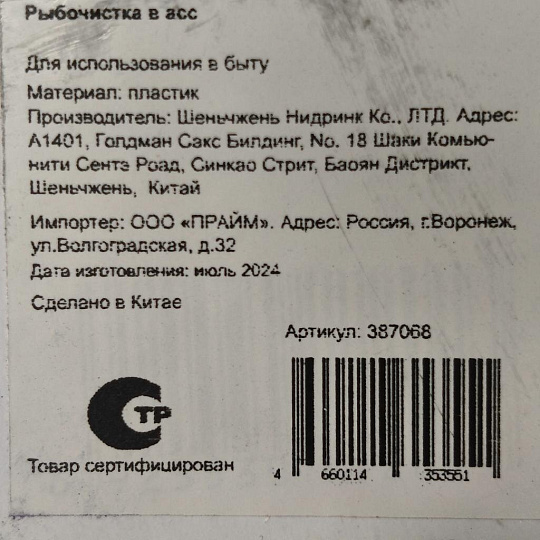 Рыбочистка в асс
Для использования в быту
Материал: пластик
Производитель: Шеньчжень Нидринк Ко., ЛТД. Адрес:
А1401, Голдман Сакс Билдинг, No. 18 Шаки Комью-
нити Сентэ Роад, Синкао Стрит, Баоян Дистрикт,
Шеньчжень, Китай
Импортер: ООО «ПРАЙМ». Адрес: Россия, г.Воронеж,
ул.Волгоградская, д.32
Дата изготовления: июль 2024
Сделано в Китае
Артикул: 387068
ТР
Товар сертифицирован
4 660114 353551